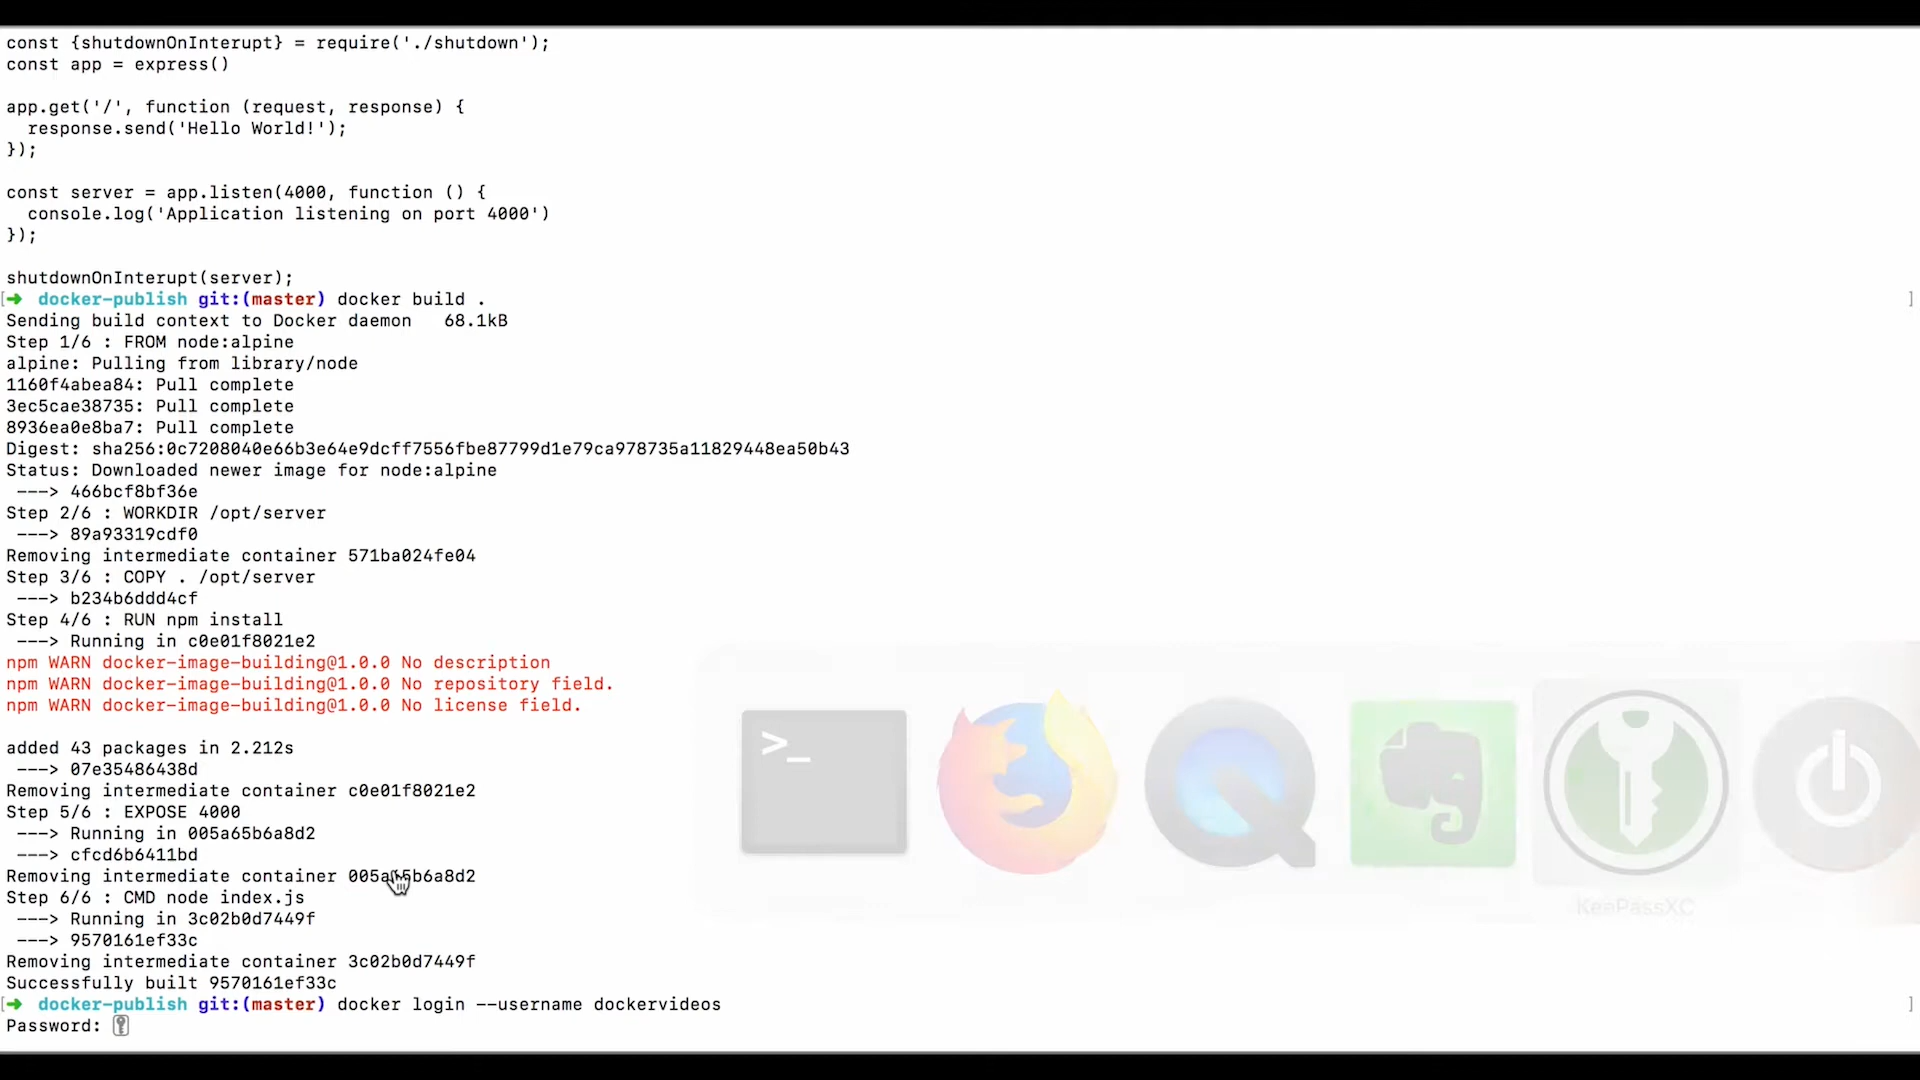 const {shutdownOnInterupt} = require('./shutdown');
const app = express()
app.get('/', function (request, response) {
  response.send('Hello World!');
});
const server = app.listen(4000, function () {
  console.log('Application listening on port 4000')
});
shutdownOnInterupt(server);
[➜  docker-publish git:(master) docker build . ]
Sending build context to Docker daemon   68.1kB
Step 1/6 : FROM node:alpine
alpine: Pulling from library/node
1160f4abea84: Pull complete
3ec5cae38735: Pull complete
8936ea0e8ba7: Pull complete
Digest: sha256:0c7208040e66b3e64e9dcff7556fbe87799d1e79ca978735a11829448ea50b43
Status: Downloaded newer image for node:alpine
 ---> 466bcf8bf36e
Step 2/6 : WORKDIR /opt/server
 ---> 89a93319cdf0
Removing intermediate container 571ba024fe04
Step 3/6 : COPY . /opt/server
 ---> b234b6ddd4cf
Step 4/6 : RUN npm install
 ---> Running in c0e01f8021e2
npm WARN docker-image-building@1.0.0 No description
npm WARN docker-image-building@1.0.0 No repository field.
npm WARN docker-image-building@1.0.0 No license field.
added 43 packages in 2.212s
 ---> 07e35486438d
Removing intermediate container c0e01f8021e2
Step 5/6 : EXPOSE 4000
 ---> Running in 005a65b6a8d2
 ---> cfcd6b6411bd
Removing intermediate container 005a65b6a8d2
Step 6/6 : CMD node index.js
 ---> Running in 3c02b0d7449f
 ---> 9570161ef33c
Removing intermediate container 3c02b0d7449f
Successfully built 9570161ef33c
[➜  docker-publish git:(master) docker login --username dockervideos ]
Password:
>_
KeePassXC